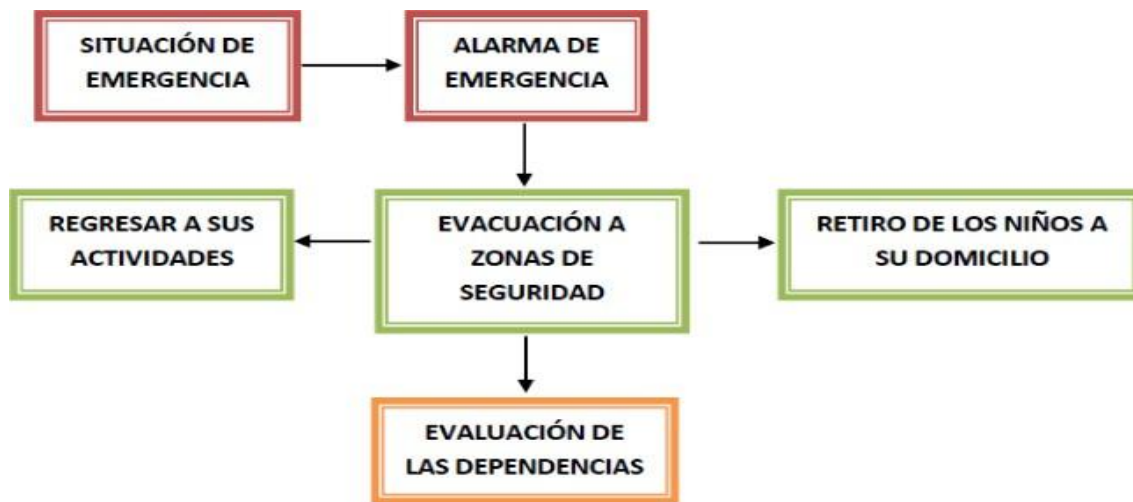 SITUACIÓN DE
EMERGENCIA
ALARMA DE
EMERGENCIA
REGRESAR A SUS
ACTIVIDADES
EVACUACIÓN A
ZONAS DE
SEGURIDAD
RETIRO DE LOS NIÑOS A
SU DOMICILIO
EVALUACIÓN DE
LAS DEPENDENCIAS